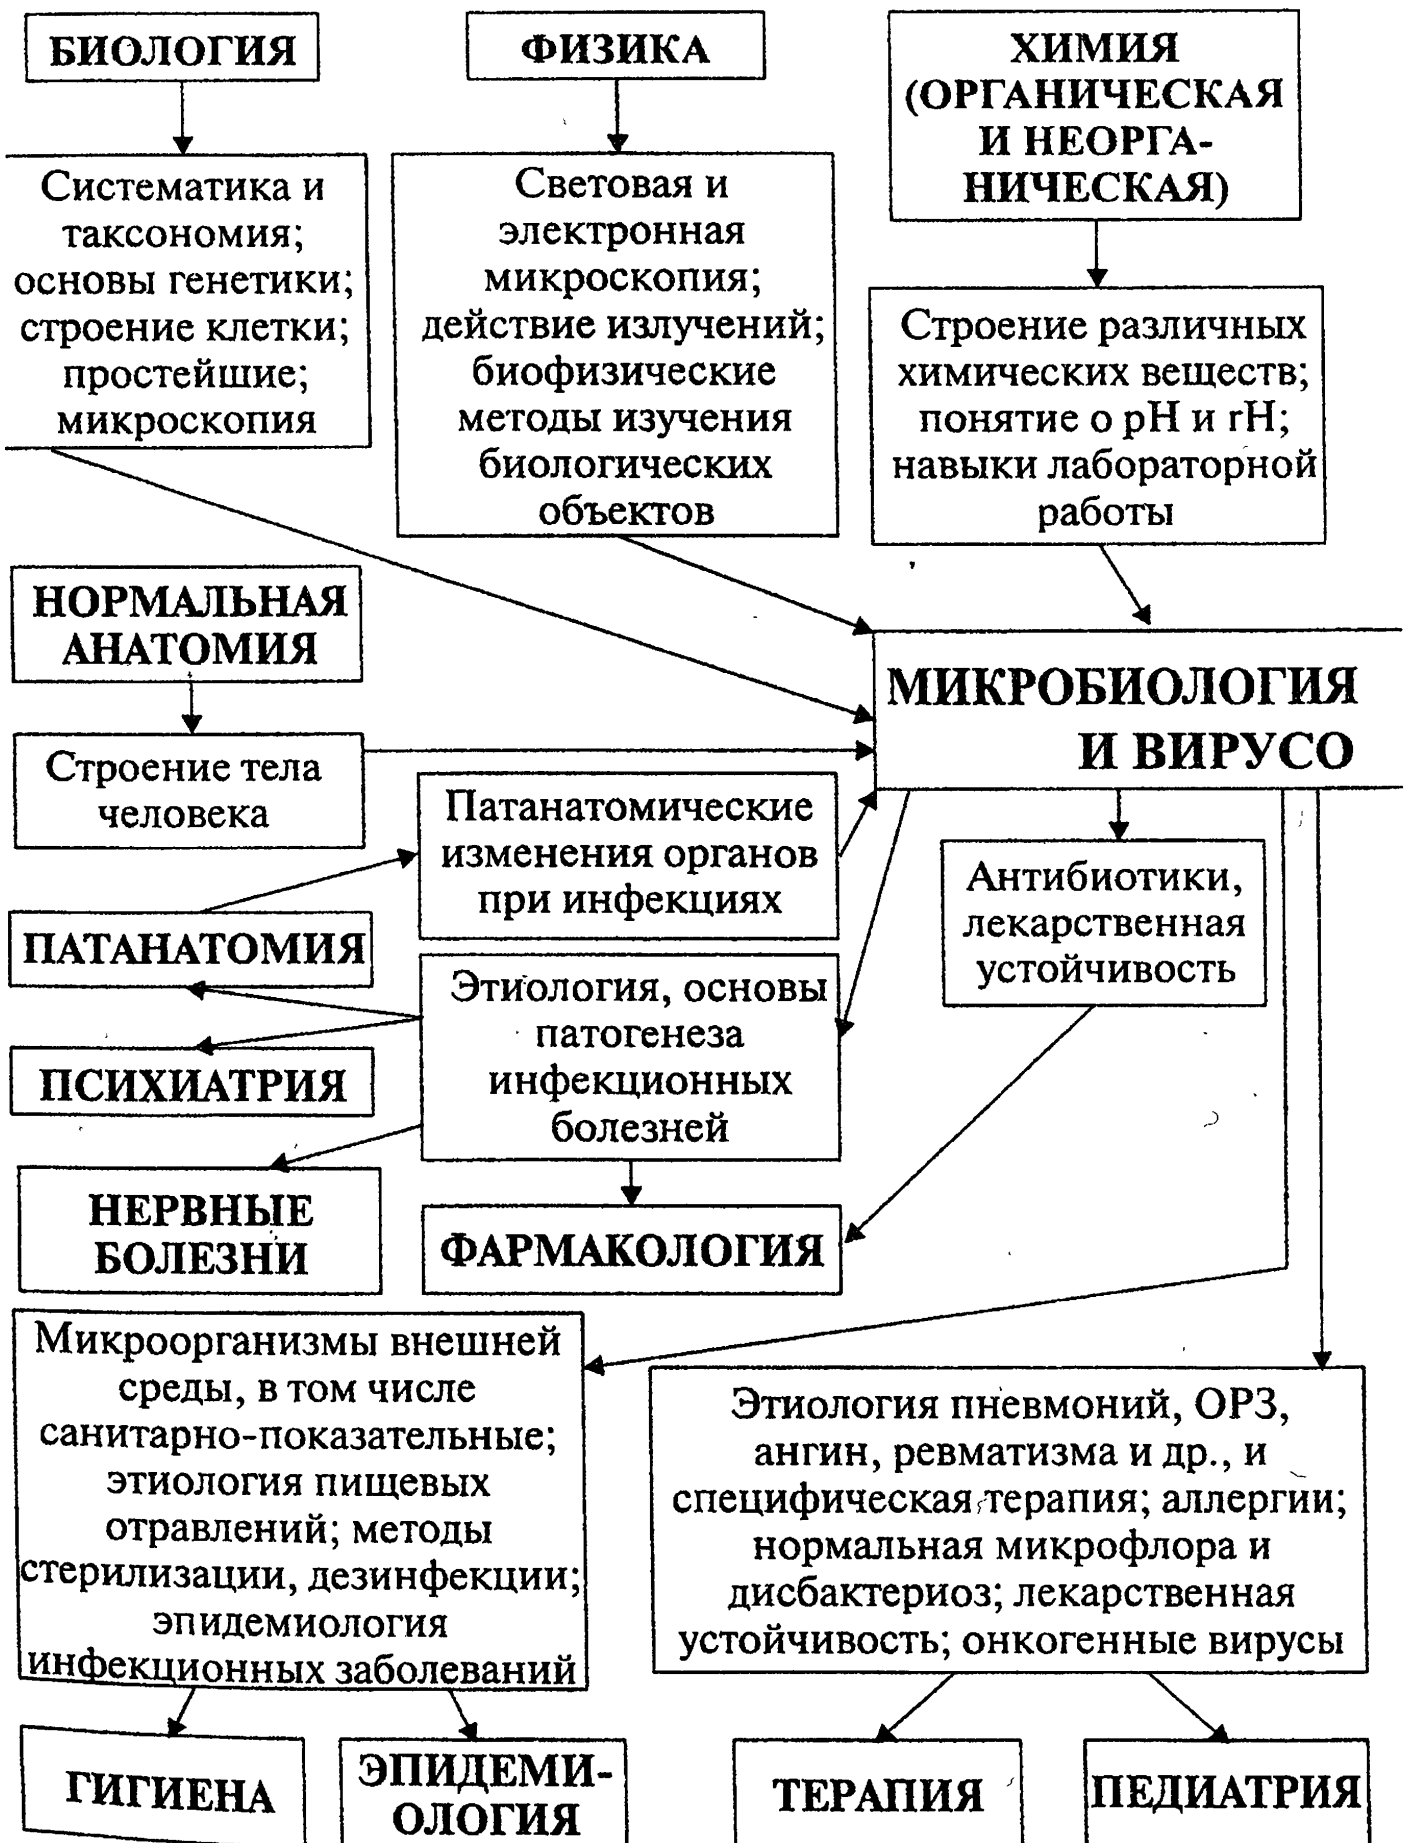 БИОЛОГИЯ
ФИЗИКА
ХИМИЯ
(ОРГАНИЧЕСКАЯ
И НЕОРГА-
НИЧЕСКАЯ)
Систематика и
таксономия;
основы генетики;
строение клетки;
простейшие;
микроскопия
Световая и
электронная
микроскопия;
действие излучений;
биофизические
методы изучения
биологических
объектов
Строение различных
химических веществ;
понятие о pH и rH;
навыки лабораторной
работы
НОРМАЛЬНАЯ
АНАТОМИЯ
МИКРОБИОЛОГИЯ
И ВИРУСО
Строение тела
человека
Патанатомические
изменения органов
при инфекциях
Антибиотики,
лекарственная
устойчивость
ПАТАНАТОМИЯ
Этиология, основы
патогенеза
инфекционных
болезней
ПСИХИАТРИЯ
НЕРВНЫЕ
БОЛЕЗНИ
ФАРМАКОЛОГИЯ
Микроорганизмы внешней
среды, в том числе
санитарно-показательные;
этиология пищевых
отравлений; методы
стерилизации, дезинфекции;
эпидемиология
инфекционных заболеваний
Этиология пневмоний, ОРЗ,
ангин, ревматизма и др., и
специфическая терапия; аллергии;
нормальная микрофлора и
дисбактериоз; лекарственная
устойчивость; онкогенные вирусы
ГИГИЕНА
ЭПИДЕМИ-
ОЛОГИЯ
ТЕРАПИЯ
ПЕДИАТРИЯ